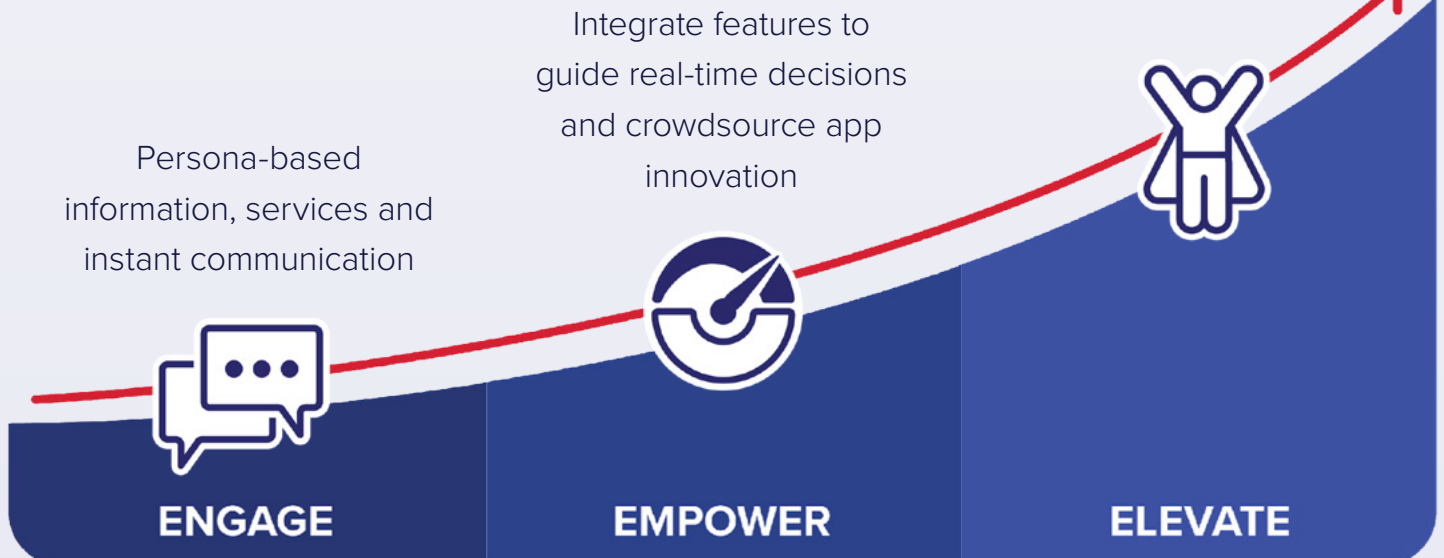 Integrate features to
guide real-time decisions
and crowdsource app
innovation
Persona-based
information, services and
instant communication
ENGAGE
EMPOWER
ELEVATE